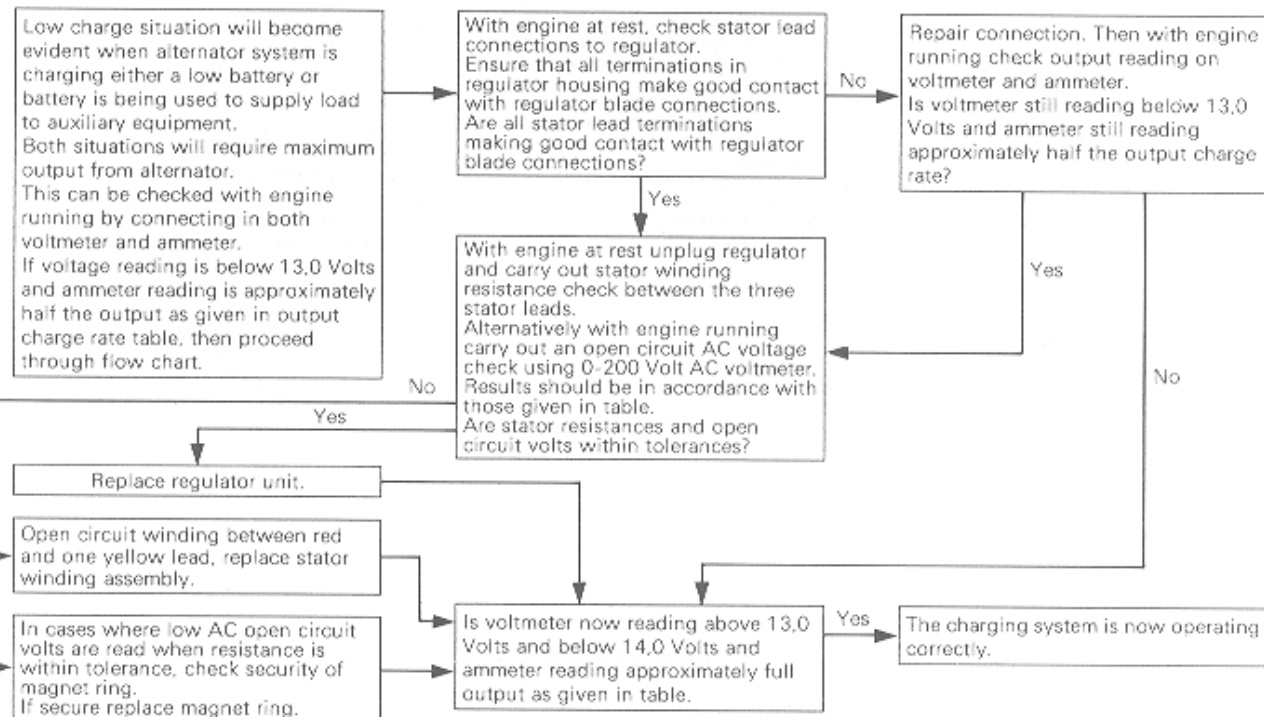 Low charge situation will become
evident when alternator system is
charging either a low battery or
battery is being used to supply load
to auxiliary equipment.
Both situations will require maximum
output from alternator.
This can be checked with engine
running by connecting in both
voltmeter and ammeter.
If voltage reading is below 13,0 Volts
and ammeter reading is approximately
half the output as given in output
charge rate table, then proceed
through flow chart.
With engine at rest, check stator lead
connections to regulator.
Ensure that all terminations in
regulator housing make good contact
with regulator blade connections.
Are all stator lead terminations
making good contact with regulator
blade connections?
No
Repair connection. Then with engine
running check output reading on
voltmeter and ammeter.
Is voltmeter still reading below 13,0
Volts and ammeter still reading
approximately half the output charge
rate?
Yes
With engine at rest unplug regulator
and carry out stator winding
resistance check between the three
stator leads.
Alternatively with engine running
carry out an open circuit AC voltage
check using 0-200 Volt AC voltmeter.
Results should be in accordance with
those given in table.
Are stator resistances and open
circuit volts within tolerances?
Yes
No
No
Yes
Replace regulator unit.
Open circuit winding between red
and one yellow lead, replace stator
winding assembly.
In cases where low AC open circuit
volts are read when resistance is
within tolerance, check security of
magnet ring.
If secure replace magnet ring.
Is voltmeter now reading above 13,0
Volts and below 14,0 Volts and
ammeter reading approximately full
output as given in table.
Yes
The charging system is now operating
correctly.